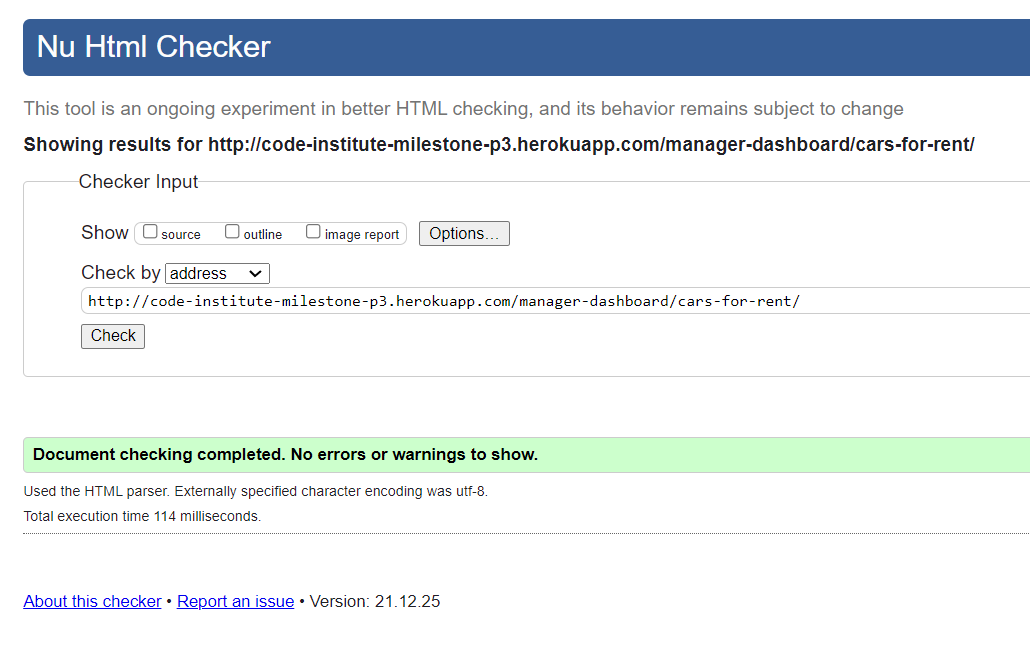 Nu Html Checker
This tool is an ongoing experiment in better HTML checking, and its behavior remains subject to change
Showing results for http://code-institute-milestone-p3.herokuapp.com/manager-dashboard/cars-for-rent/
Checker Input
Show source outline image report Options...
Check by address
http://code-institute-milestone-p3.herokuapp.com/manager-dashboard/cars-for-rent/
Check
Document checking completed. No errors or warnings to show.
Used the HTML parser. Externally specified character encoding was utf-8.
Total execution time 114 milliseconds.
About this checker • Report an issue • Version: 21.12.25